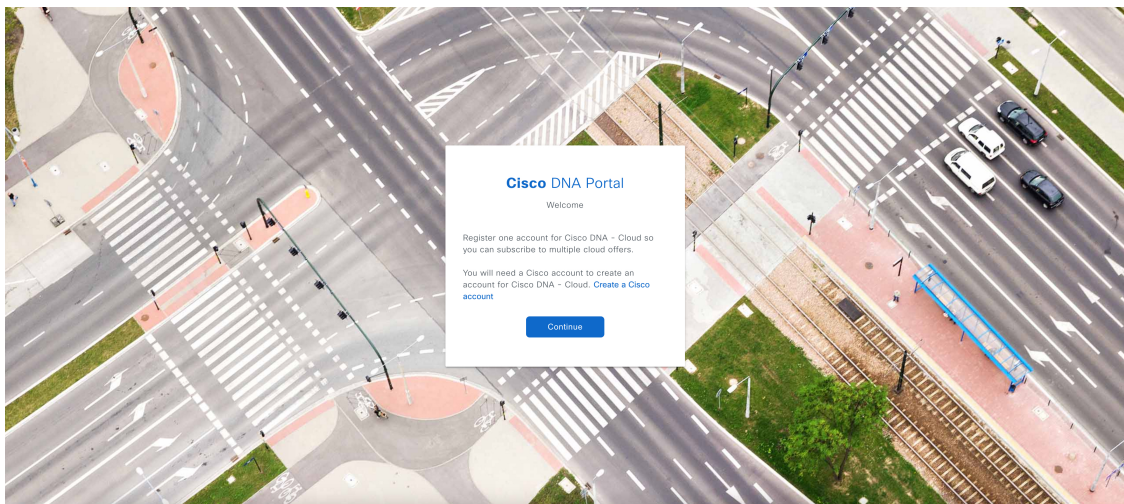 Cisco DNA Portal
Welcome
Register one account for Cisco DNA - Cloud so
you can subscribe to multiple cloud offers.
You will need a Cisco account to create an
account for Cisco DNA - Cloud. Create a Cisco
account
Continue